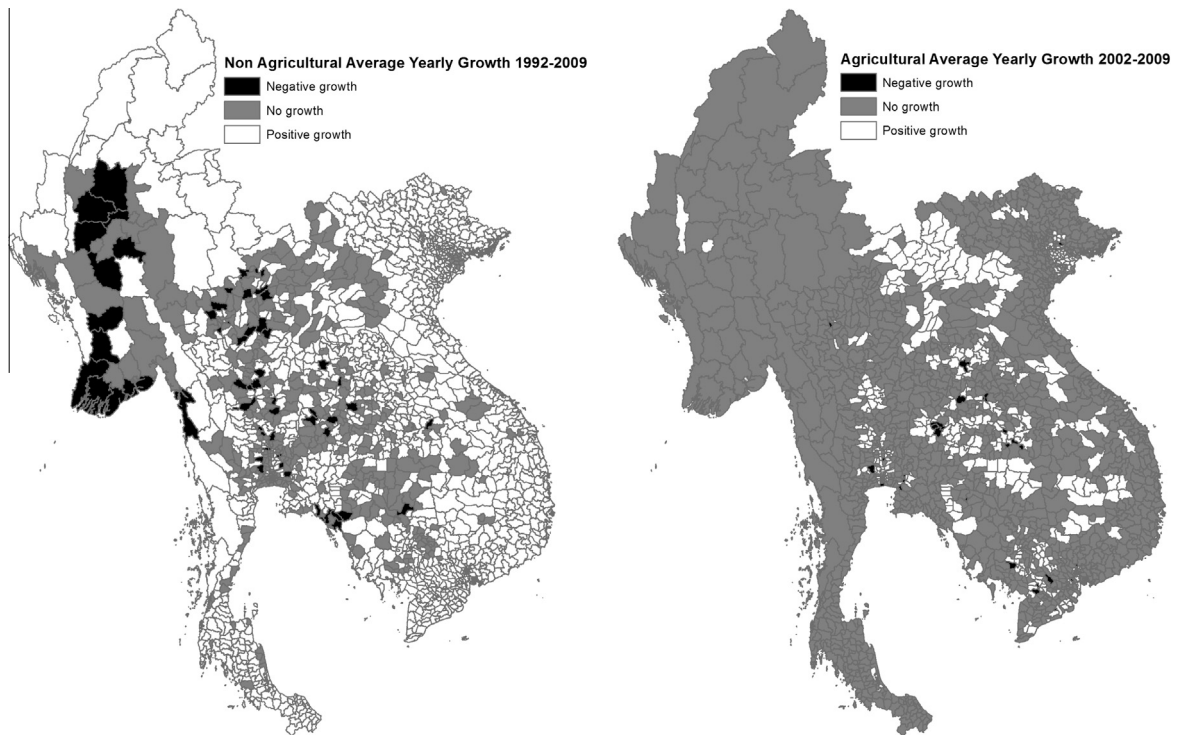 Non Agricultural Average Yearly Growth 1992-2009
Negative growth
No growth
Positive growth
Agricultural Average Yearly Growth 2002-2009
Negative growth
No growth
Positive growth